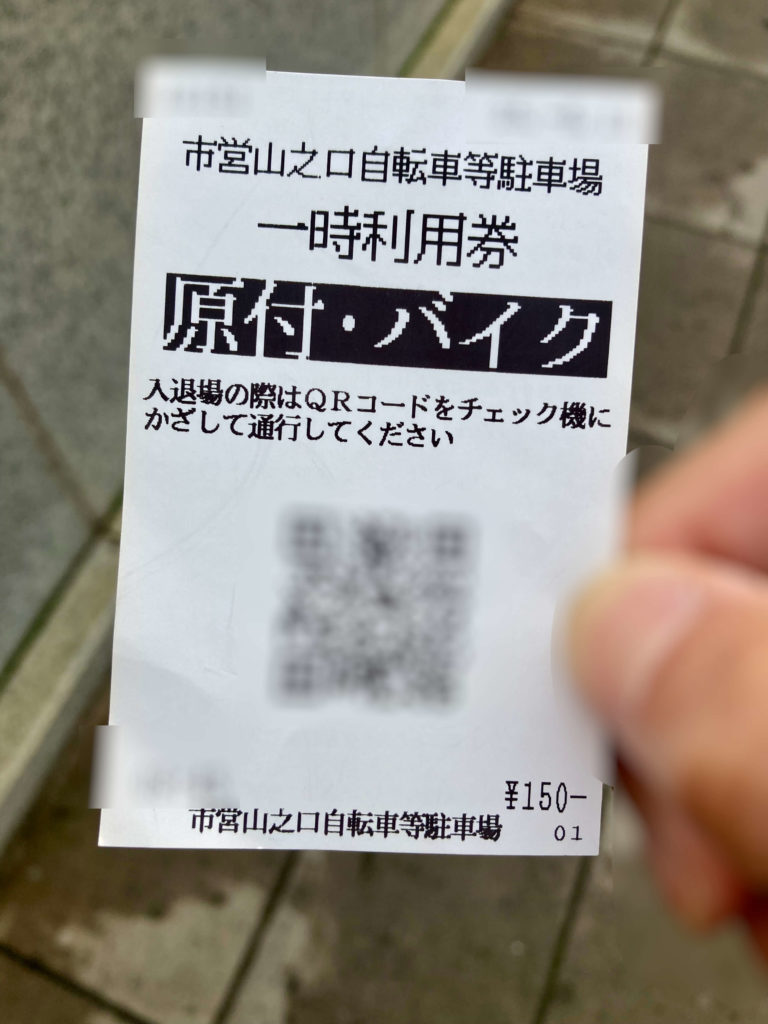 市営山之口自転車等駐車場
一時利用券
原付・バイク
入退場の際はQRコードをチェック機に
かざして通行してください
¥150-
市営山之口自転車等駐車場 01